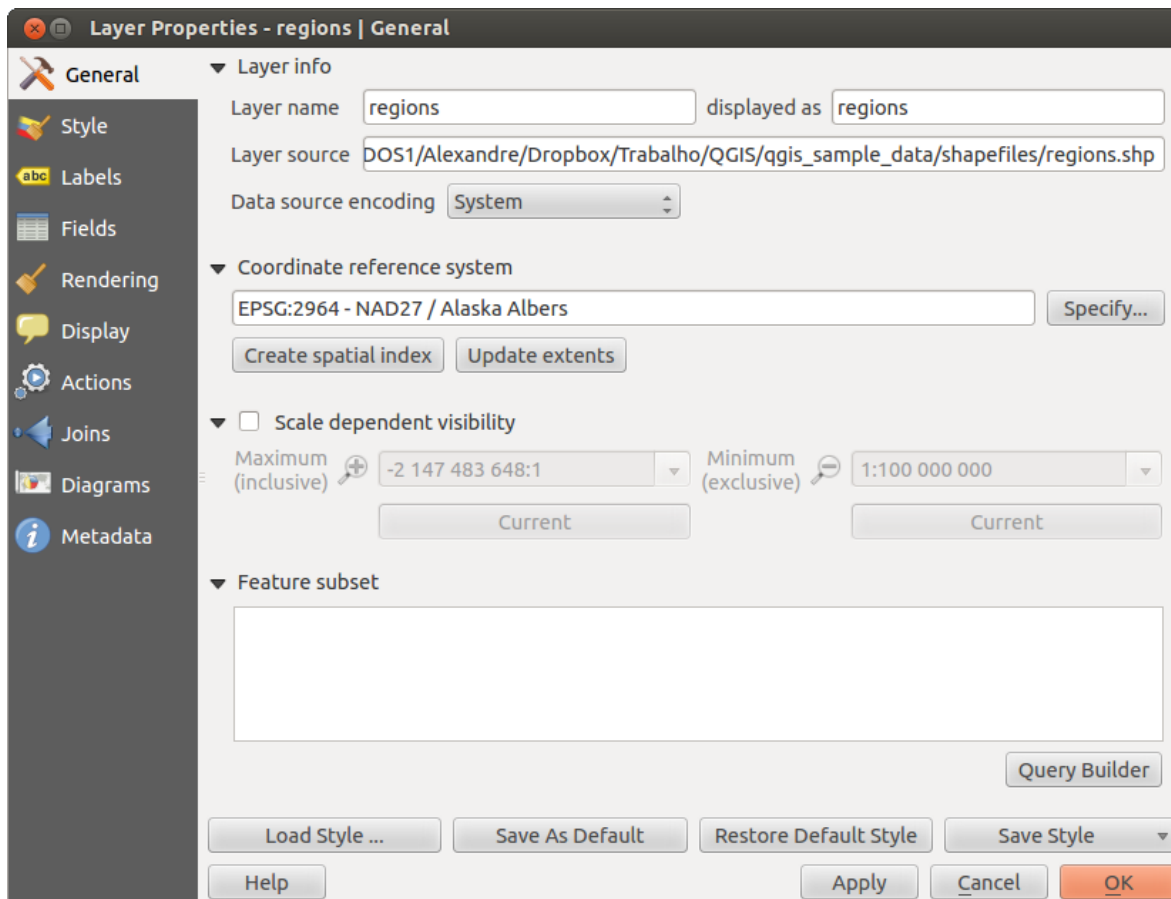 Layer Properties - regions | General
General
Style
abc Labels
Fields
Rendering
Display
Actions
Joins
Diagrams
Metadata
Layer info
Layer name regions displayed as regions
Layer source DOS1/Alexandre/Dropbox/Trabalho/QGIS/qgis_sample_data/shapefiles/regions.shp
Data source encoding System
Coordinate reference system
EPSG:2964 - NAD27 / Alaska Albers Specify...
Create spatial index Update extents
Scale dependent visibility
Maximum (inclusive) -2 147 483 648:1 Minimum (exclusive) 1:100 000 000
Current Current
Feature subset
Query Builder
Load Style ... Save As Default Restore Default Style Save Style
Help Apply Cancel OK